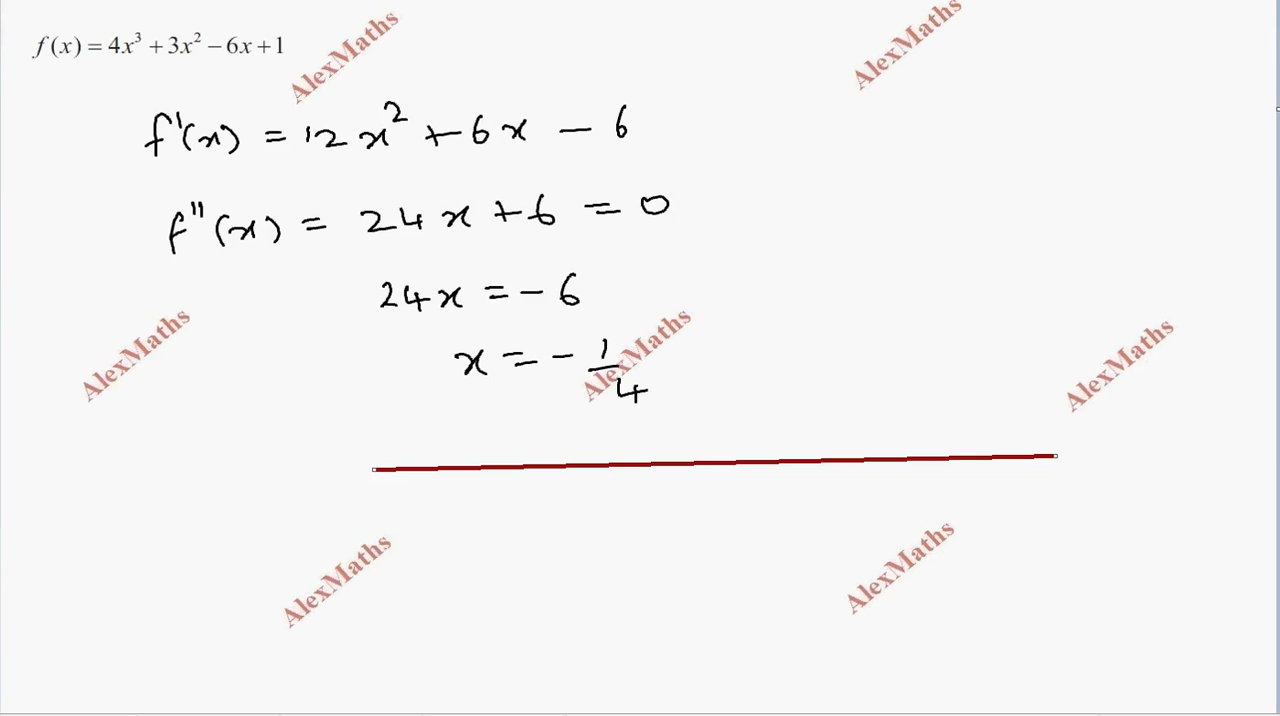 f(x) = 4x³ + 3x² − 6x + 1
AlexMaths
AlexMaths
f'(x) = 12x² + 6x − 6
f"(x) = 24x + 6 = 0
24x = − 6
x = − 1/4
AlexMaths
AlexMaths
AlexMaths
AlexMaths
AlexMaths